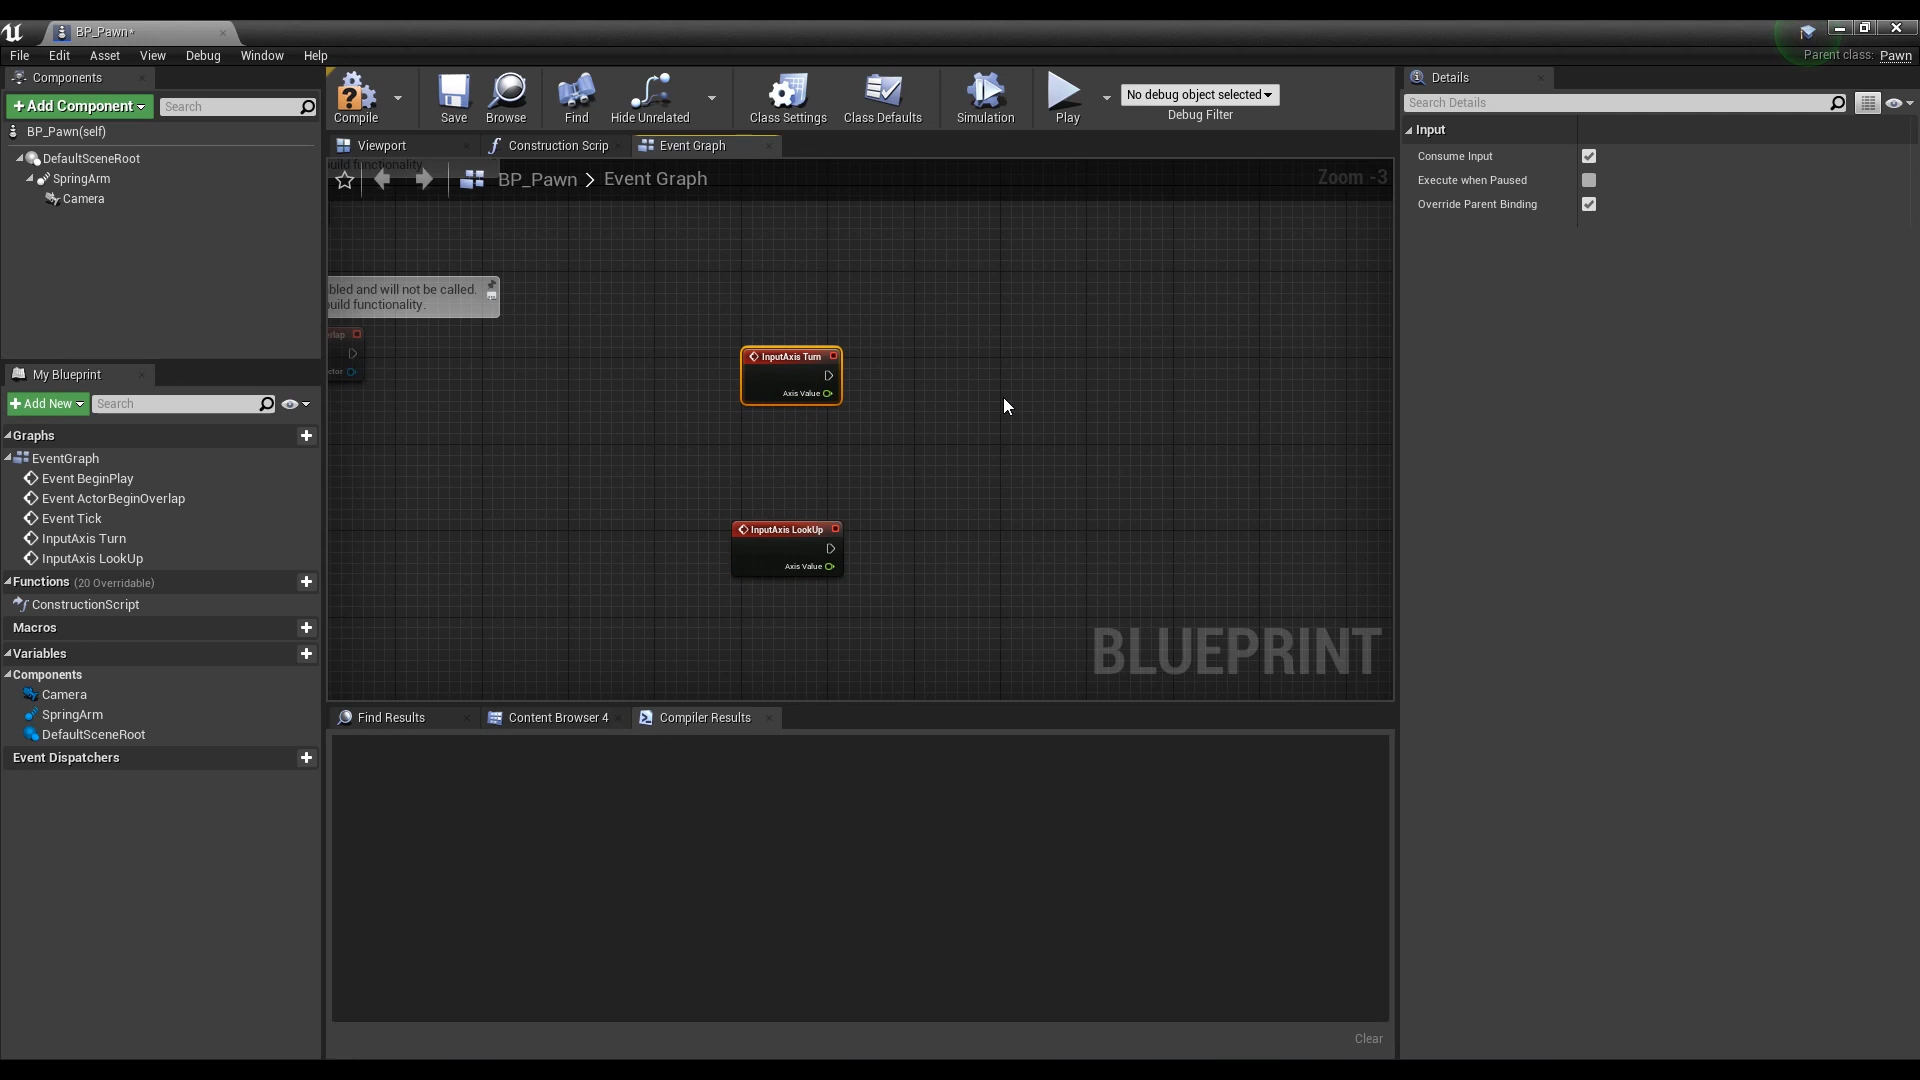 BP_Pawn*
File Edit Asset View Debug Window Help
Parent class: Pawn
Components
+Add Component
Search
BP_Pawn(self)
DefaultSceneRoot
SpringArm
Camera
Compile
Save
Browse
Find
Hide Unrelated
Class Settings
Class Defaults
Simulation
Play
No debug object selected
Debug Filter
Viewport
Construction Scrip
Event Graph
BP_Pawn > Event Graph
Zoom -3
uild functionality
bled and will not be called.
uild functionality.
erlap
ctor
InputAxis Turn
Axis Value
InputAxis LookUp
Axis Value
BLUEPRINT
My Blueprint
+Add New
Search
Graphs
EventGraph
Event BeginPlay
Event ActorBeginOverlap
Event Tick
InputAxis Turn
InputAxis LookUp
Functions (20 Overridable)
ConstructionScript
Macros
Variables
Components
Camera
SpringArm
DefaultSceneRoot
Event Dispatchers
Find Results
Content Browser 4
Compiler Results
Clear
Details
Search Details
Input
Consume Input
Execute when Paused
Override Parent Binding